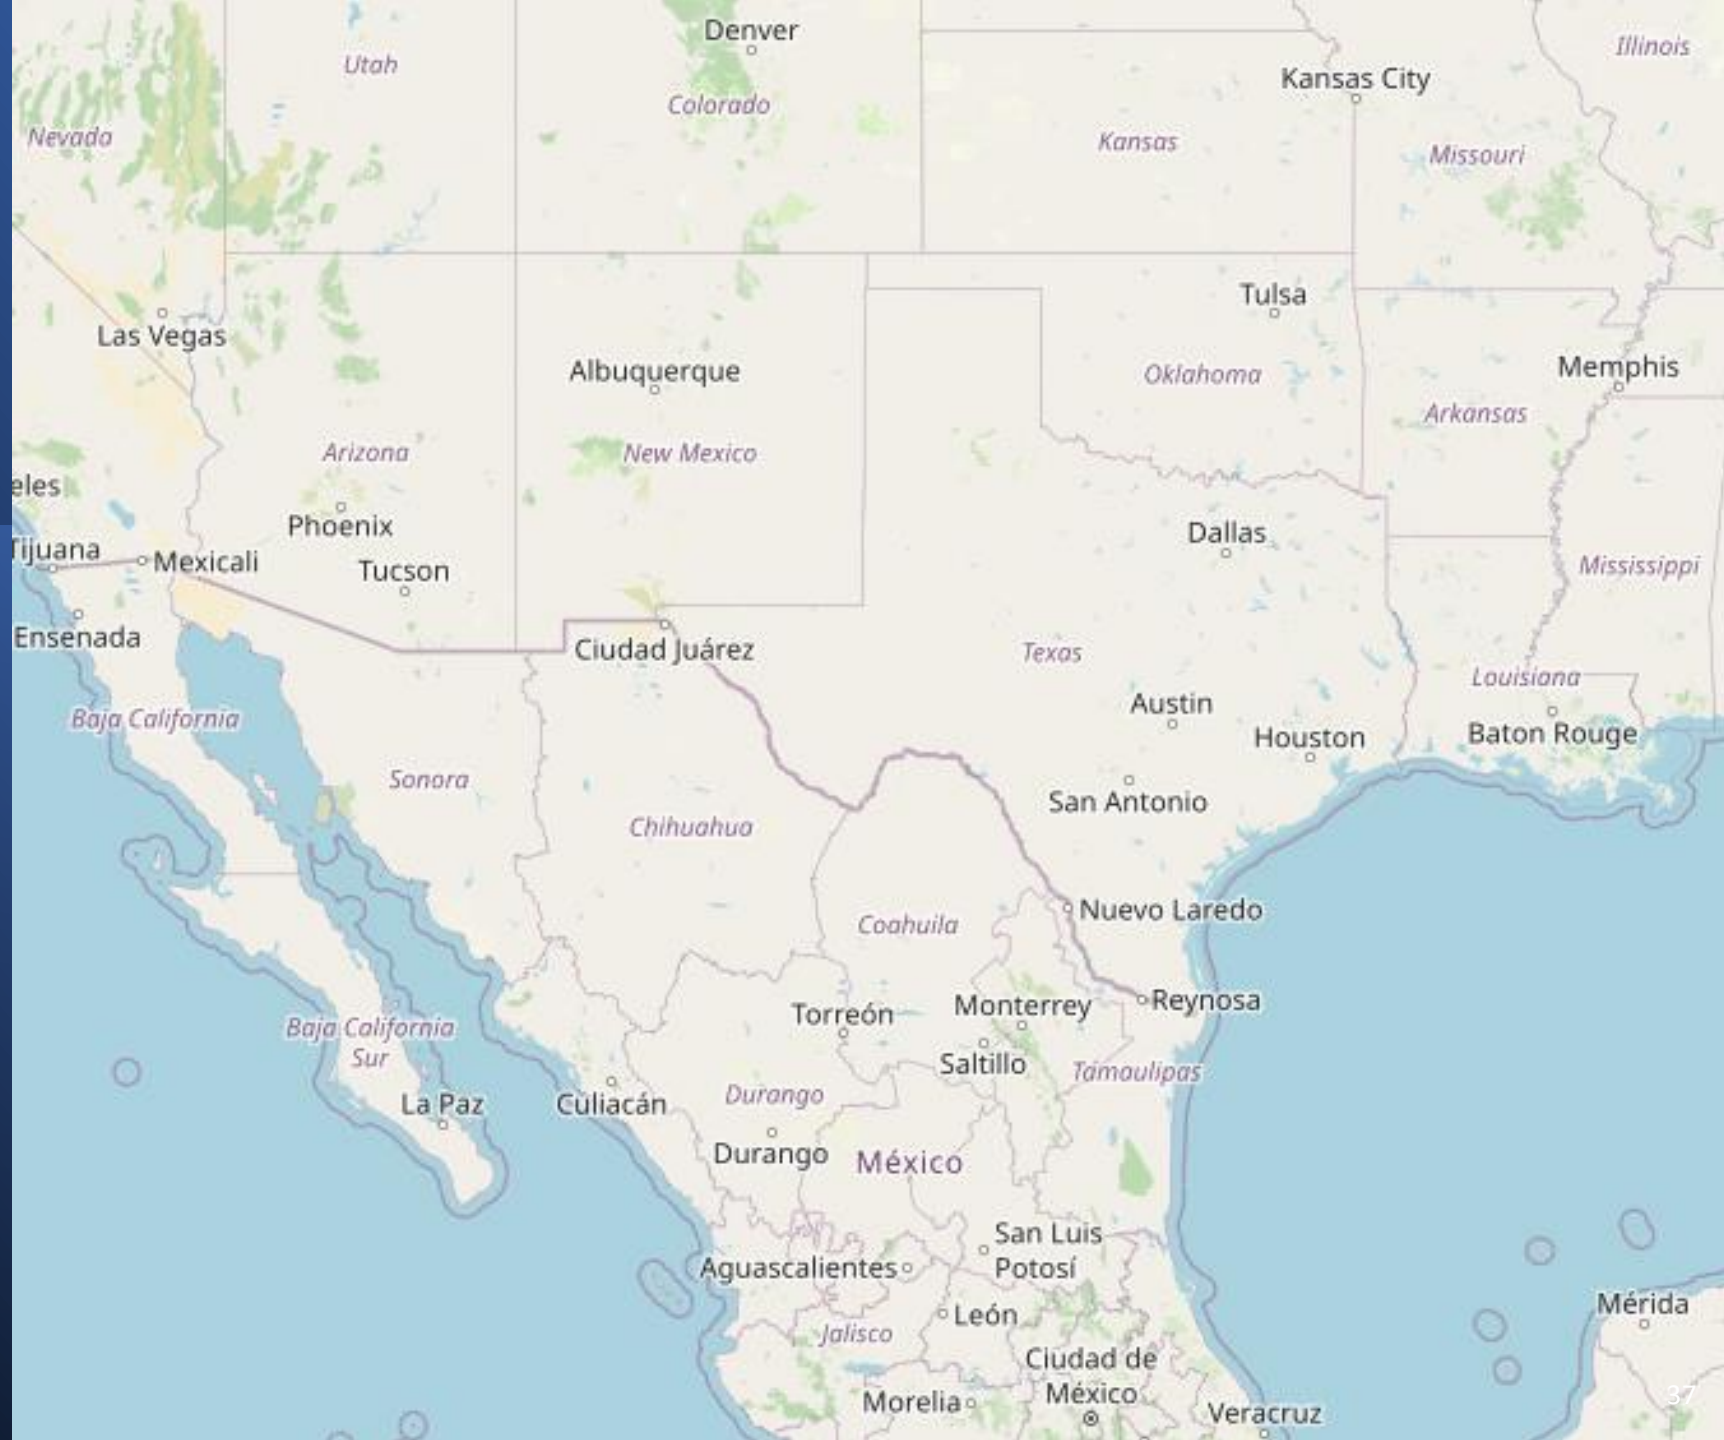 Denver
Utah
Illinois
Kansas City
Colorado
Nevada
Kansas
Missouri
Tulsa
Las Vegas
Memphis
Albuquerque
Oklahoma
Arkansas
Arizona
New Mexico
eles
Phoenix
Dallas
Tijuana
Mexicali
Tucson
Mississippi
Ensenada
Ciudad Juárez
Texas
Louisiana
Austin
Baja California
Houston
Baton Rouge
Sonora
San Antonio
Chihuahua
Nuevo Laredo
Coahuila
Reynosa
Monterrey
Torreón
Baja California
Sur
Saltillo
Tamaulipas
Durango
La Paz
Culiacán
Durango
México
San Luis
Potosí
Aguascalientes
Mérida
León
Jalisco
Ciudad de
México
Morelia
Veracruz
37